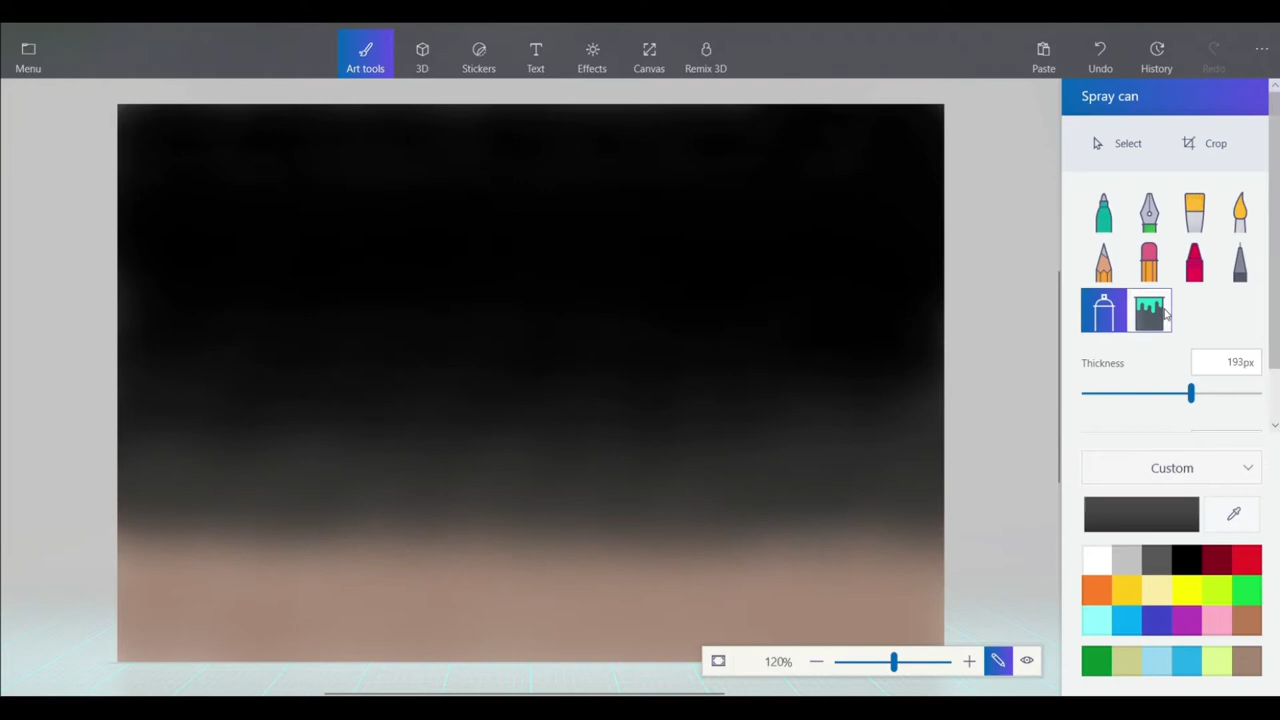 Menu
Art tools
3D
Stickers
Text
Effects
Canvas
Remix 3D
Paste
Undo
History
Redo
Spray can
Select
Crop
Thickness
193px
Custom
120%